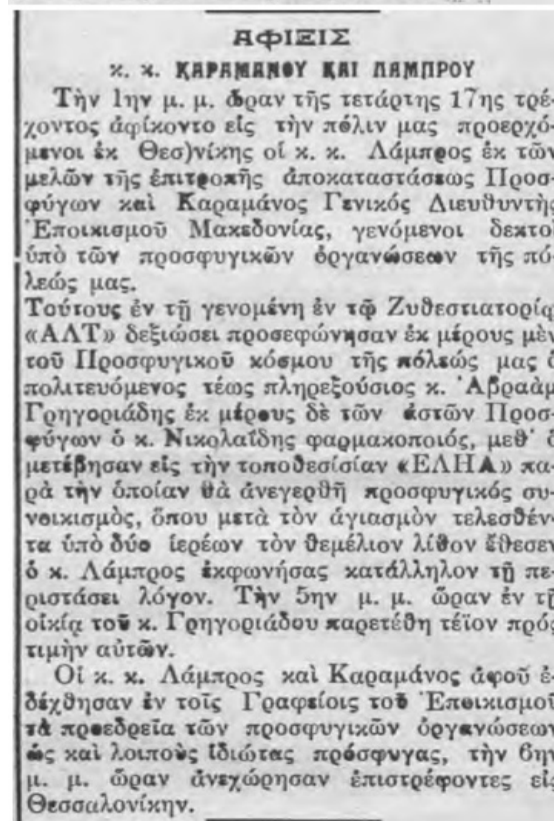 ΑΦΙΞΙΣ
κ. κ. ΚΑΡΑΜΑΝΟΥ ΚΑΙ ΛΑΜΠΡΟΥ
Τὴν 1ην μ. μ. ὥραν τῆς τετάρτης 17ης τρέ-
χοντος ἀφίκοντο εἰς τὴν πόλιν μας προερχό-
μενοι ἐκ Θεσ)νίκης οἱ κ. κ. Λάμπρος ἐκ τῶν
μελῶν τῆς ἐπιτροπῆς ἀποκαταστάσεως Προσ-
φύγων καὶ Καραμάνος Γενικός Διευθυντὴς
Ἐποικισμοῦ Μακεδονίας, γενόμενοι δεκτοὶ
ὑπὸ τῶν προσφυγικῶν ὀργανώσεων τῆς πό-
λεώς μας.
Τούτους ἐν τῇ γενομένη ἐν τῷ Ζυθεστιατορίῳ
«ΑΛΤ» δεξιώσει προσεφώνησαν ἐκ μέρους μὲν
τοῦ Προσφυγικοῦ κόσμου τῆς πόλεώς μας ὁ
πολιτευόμενος τέως πληρεξούσιος κ. Ἀβραὰμ
Γρηγοριάδης ἐκ μέρους δὲ τῶν ἀστῶν Προσ-
φύγων ὁ κ. Νικολαΐδης φαρμακοποιός, μεθ᾽ ὃ
μετέβησαν εἰς τὴν τοποθεσίσίαν «ΕΛΗΑ» πα-
ρὰ τὴν ὁποίαν θὰ ἀνεγερθῆ προσφυγικός συ-
νοικισμὸς, ὅπου μετὰ τὸν ἁγιασμὸν τελεσθέν-
τα ὑπὸ δύο ἱερέων τὸν θεμέλιον λίθον ἔθεσεν
ὁ κ. Λάμπρος ἐκφωνήσας κατάλληλον τῇ πε-
ριστάσει λόγον. Τὴν 5ην μ. μ. ὥραν ἐν τῇ
οἰκίᾳ τοῦ κ. Γρηγοριάδου παρετέθη τέϊον πρός
τιμὴν αὐτῶν.
Οἱ κ. κ. Λάμπρος καὶ Καραμάνος ἀφοῦ ἐ-
δέχθησαν ἐν τοῖς Γραφείοις τοῦ Ἐποικισμοῦ
τὰ προεδρεῖα τῶν προσφυγικῶν ὀργανώσεων
ὡς καὶ λοιποὺς ἰδιώτας πρόσφυγας, τὴν 6ην
μ. μ. ὥραν ἀνεχώρησαν ἐπιστρέφοντες εἰς
Θεσσαλονίκην.